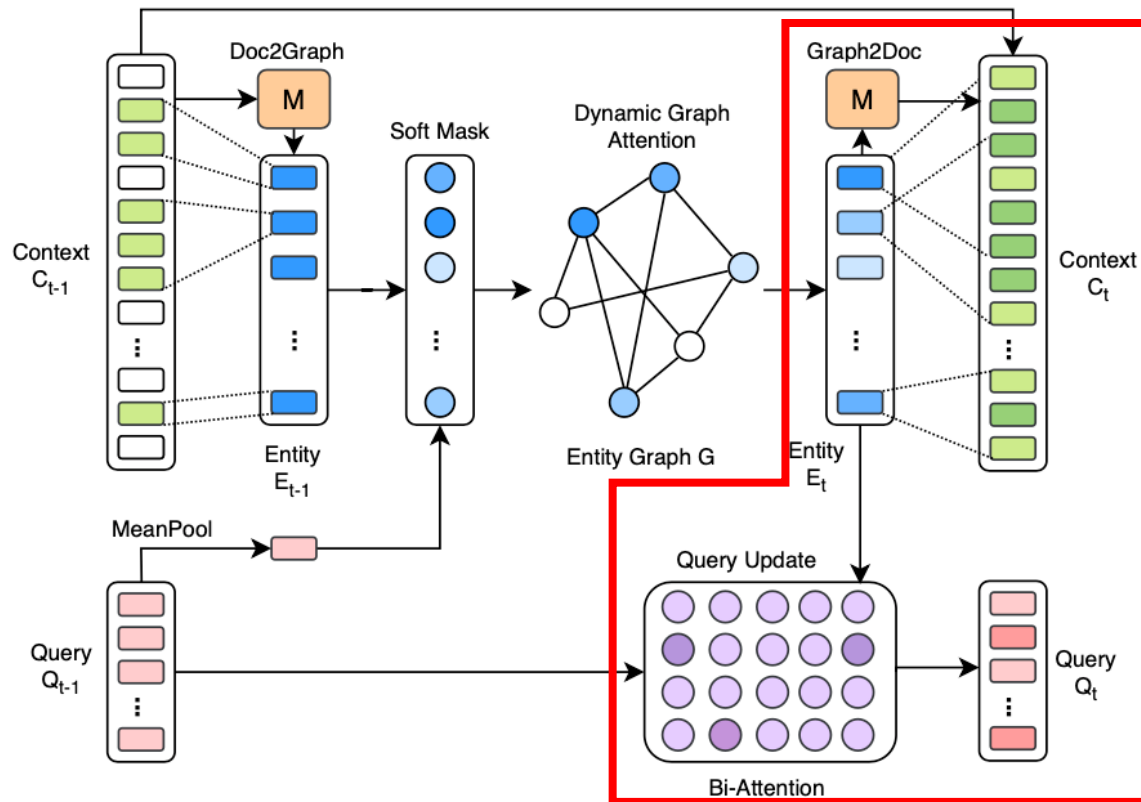 Doc2Graph
M
Soft Mask
Dynamic Graph
Attention
Graph2Doc
M
Context
C_{t-1}
...
...
...
...
...
Context
C_t
Entity
E_{t-1}
Entity Graph G
Entity
E_t
MeanPool
Query Update
Query
Q_{t-1}
...
...
Query
Q_t
Bi-Attention